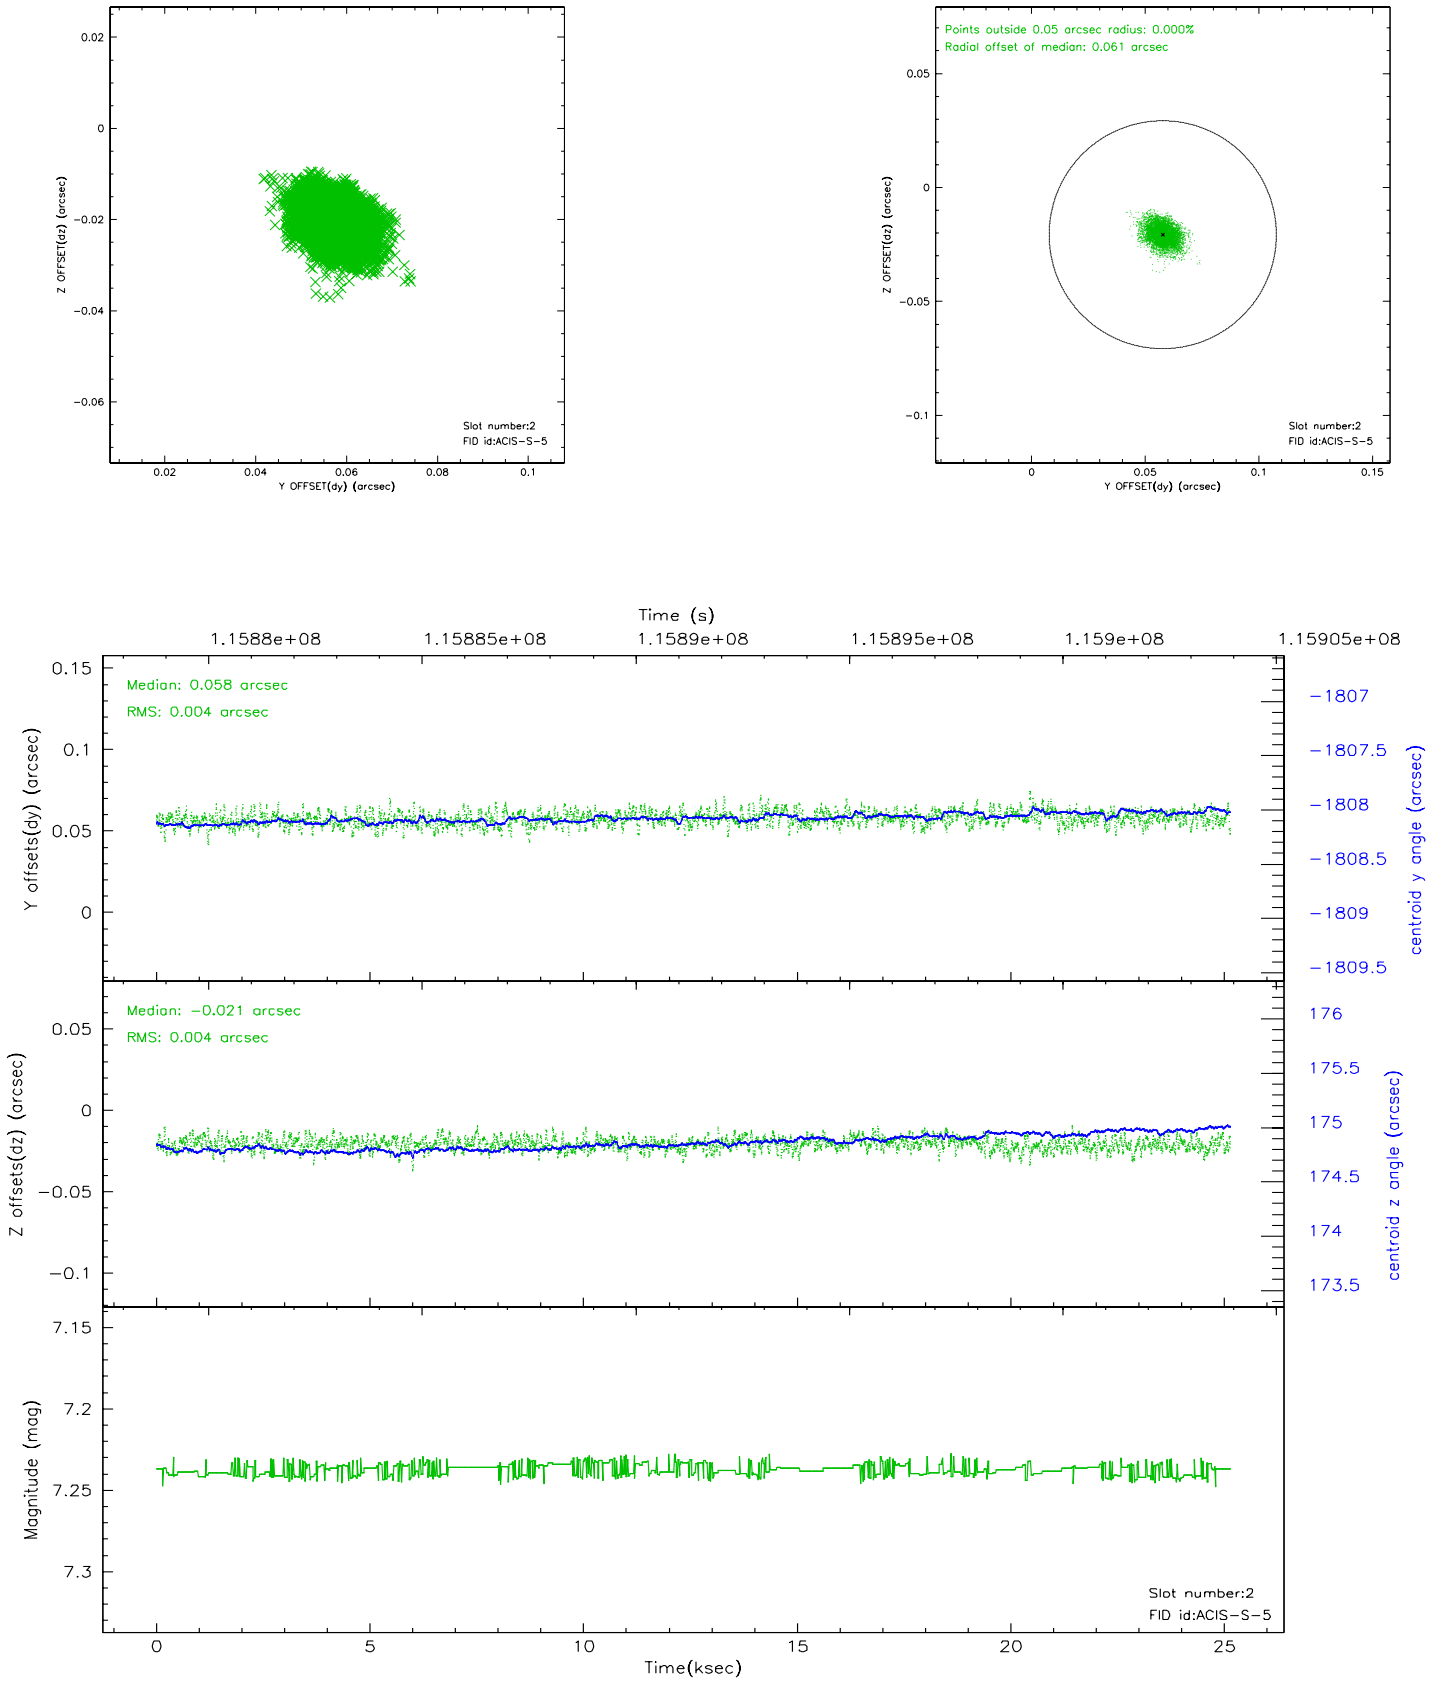 0.02
0
−0.02
−0.04
−0.06
Z OFFSET(dz) (arcsec)
0.02
0.04
0.06
0.08
0.1
Y OFFSET(dy) (arcsec)
Slot number:2
FID id:ACIS−S−5
Points outside 0.05 arcsec radius: 0.000%
Radial offset of median: 0.061 arcsec
0.05
0
−0.05
−0.1
Z OFFSET(dz) (arcsec)
0
0.05
0.1
0.15
Y OFFSET(dy) (arcsec)
Slot number:2
FID id:ACIS−S−5
Time (s)
1.1588e+08
1.15885e+08
1.1589e+08
1.15895e+08
1.159e+08
1.15905e+08
Median: 0.058 arcsec
RMS: 0.004 arcsec
0.15
0.1
0.05
0
Y offsets(dy) (arcsec)
−1807
−1807.5
−1808
−1808.5
−1809
−1809.5
centroid y angle (arcsec)
Median: −0.021 arcsec
RMS: 0.004 arcsec
0.05
0
−0.05
−0.1
Z offsets(dz) (arcsec)
176
175.5
175
174.5
174
173.5
centroid z angle (arcsec)
7.15
7.2
7.25
7.3
Magnitude (mag)
Slot number:2
FID id:ACIS−S−5
0
5
10
15
20
25
Time(ksec)